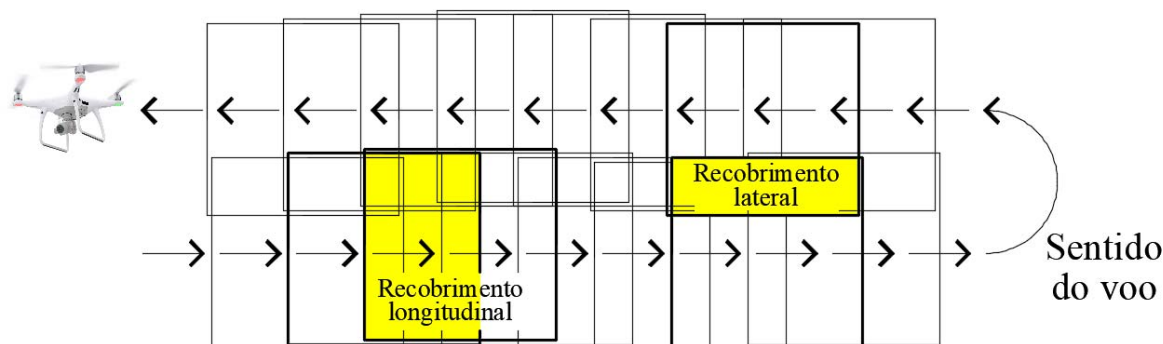 Recobrimento
lateral
Recobrimento
longitudinal
Sentido
do voo